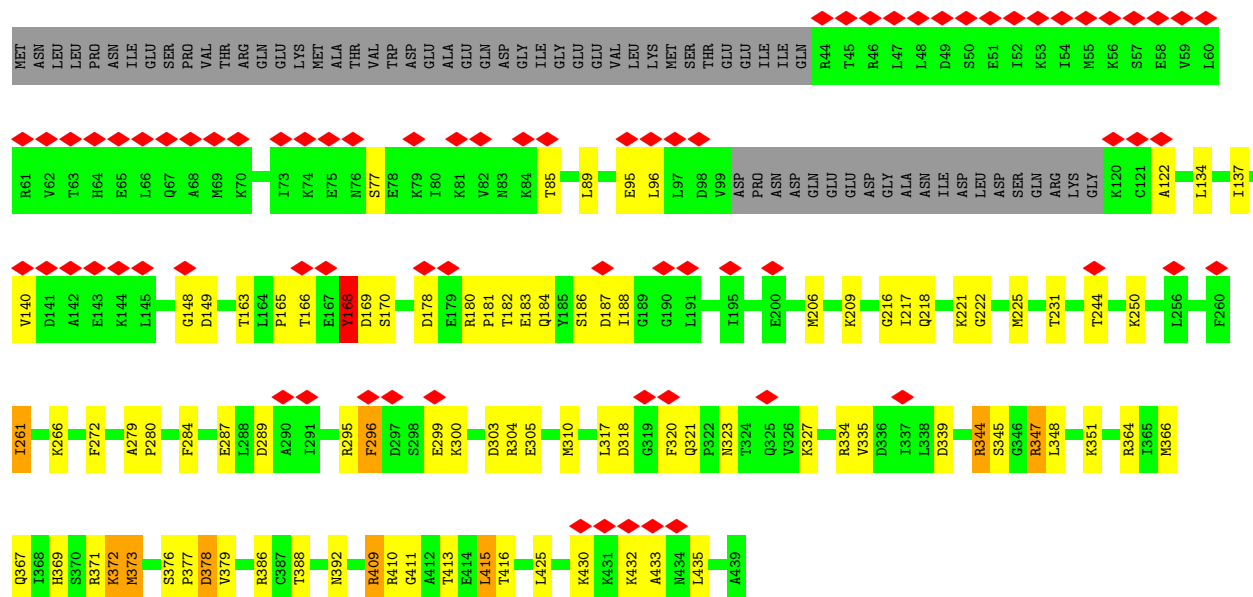 MET ASN LEU LEU PRO ASN ILE GLU SER PRO VAL THR ARG GLN GLU LYS MET ALA THR VAL TRP ASP GLU ALA GLU GLN ASP GLY ILE GLY GLU GLU VAL LEU LYS MET SER THR GLU GLU ILE ILE GLN R44 T45 R46 L47 L48 D49 S50 E51 I52 K53 I54 M55 K56 S57 E58 V59 L60
R61 V62 T63 H64 E65 L66 Q67 A68 M69 K70 I73 K74 E75 N76 S77 E78 K79 I80 K81 V82 N83 K84 T85 L89 E95 L96 L97 D98 V99 ASP PRO ASN ASP GLN GLU GLU ASP GLY ALA ASN ILE ASP LEU ASP SER GLN ARG LYS GLY K120 C121 A122 L134 I137
V140 D141 A142 E143 K144 L145 G148 D149 T163 L164 P165 T166 E167 Y168 D169 S170 D178 E179 R180 P181 T182 E183 Q184 Y185 S186 D187 I188 G189 G190 L191 I195 E200 M206 K209 G216 I217 Q218 K221 G222 M225 T231 T244 K250 L256 F260
I261 K266 F272 A279 P280 F284 E287 L288 D289 A290 I291 R295 F296 D297 S298 E299 K300 D303 R304 E305 M310 L317 D318 G319 F320 Q321 P322 N323 T324 Q325 V326 K327 R334 V335 D336 I337 L338 D339 R344 S345 G346 R347 L348 K351 R364 I365 M366
Q367 I368 H369 S370 R371 K372 M373 S376 P377 D378 V379 R386 C387 T388 N392 R409 R410 G411 A412 T413 E414 L415 T416 L425 K430 K431 K432 A433 N434 L435 A439